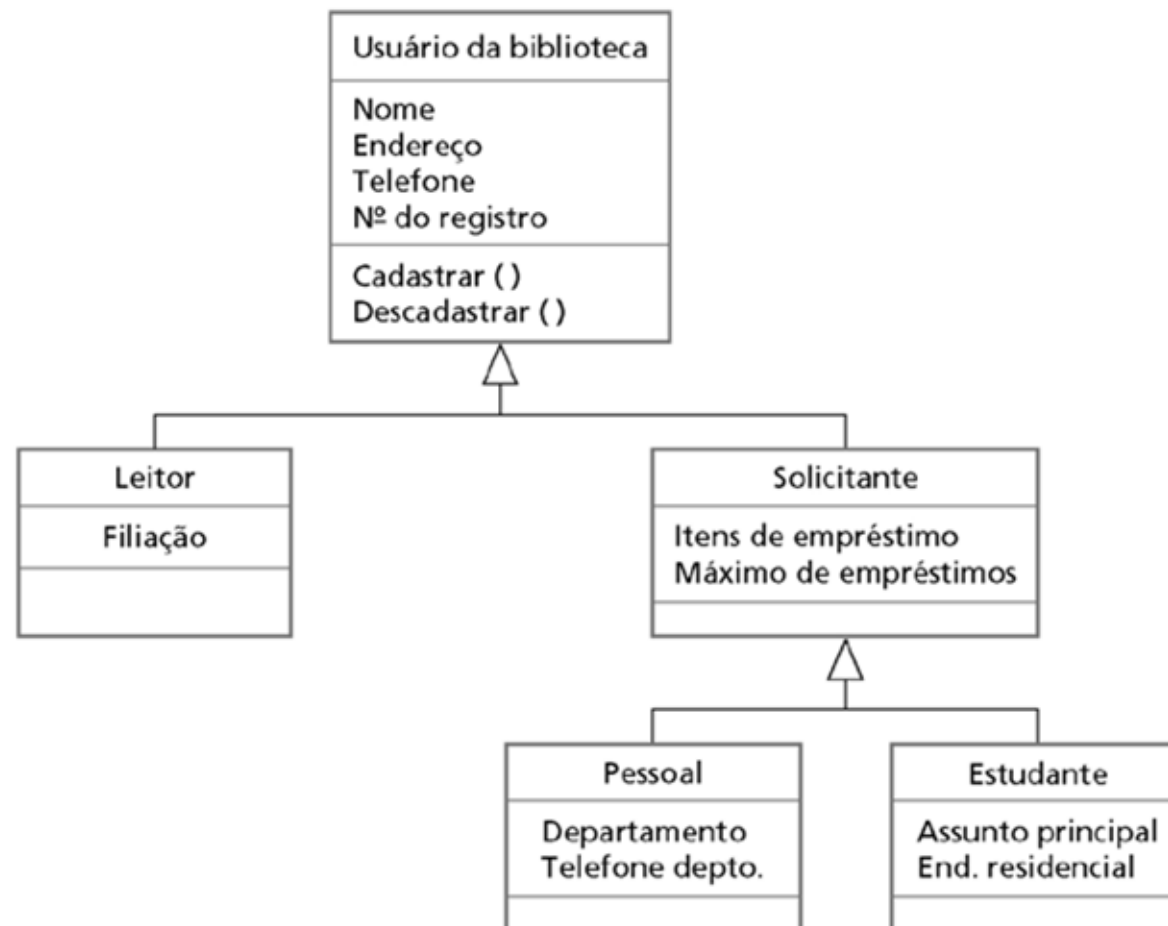 Usuário da biblioteca
Nome
Endereço
Telefone
Nº do registro
Cadastrar ( )
Descadastrar ( )
Leitor
Filiação
Solicitante
Itens de empréstimo
Máximo de empréstimos
Pessoal
Departamento
Telefone depto.
Estudante
Assunto principal
End. residencial